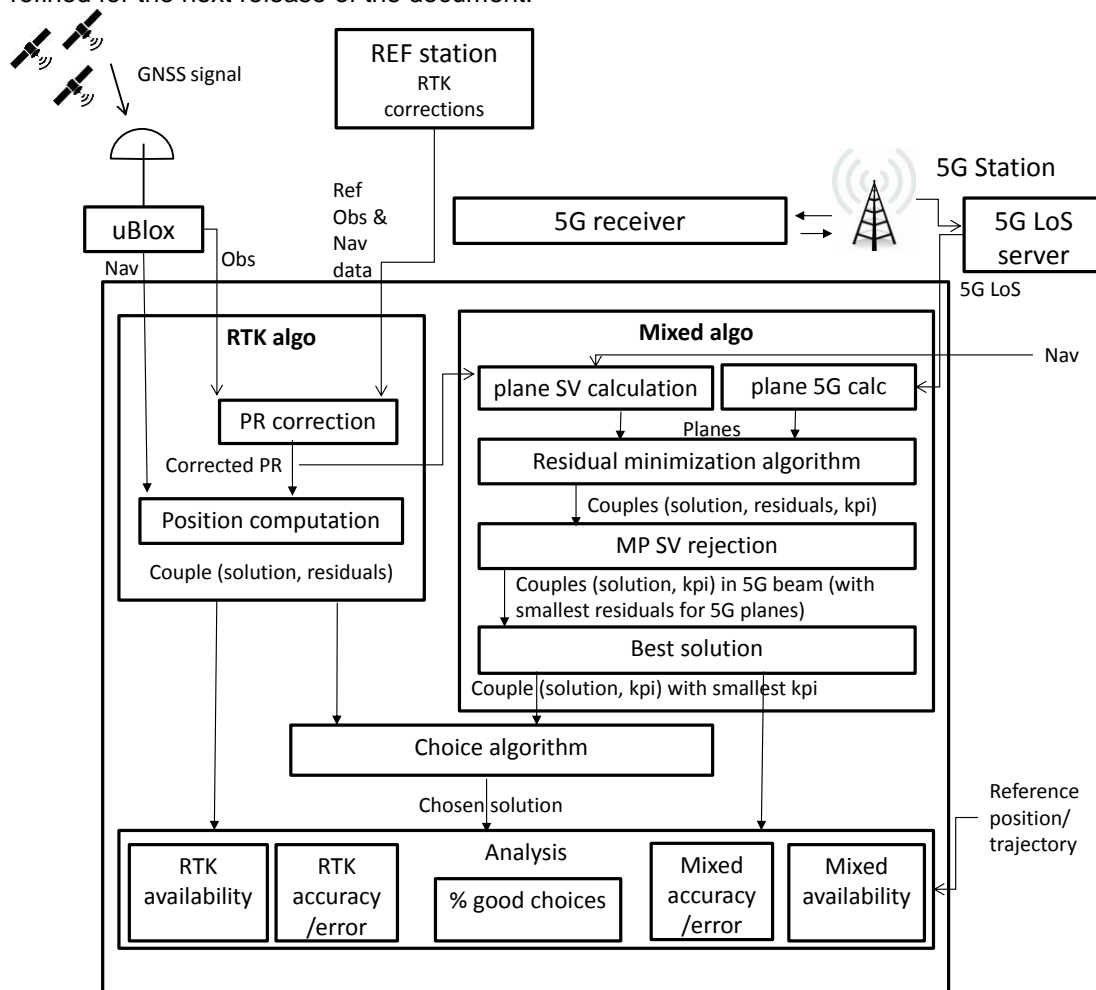 refined for the next release of the document.
GNSS signal
REF station
RTK
corrections
5G Station
Ref
Obs &
Nav
data
uBlox
5G receiver
5G LoS
server
Nav
Obs
5G LoS
RTK algo
Mixed algo
Nav
plane SV calculation
plane 5G calc
PR correction
Planes
Corrected PR
Residual minimization algorithm
Position computation
Couples (solution, residuals, kpi)
MP SV rejection
Couple (solution, residuals)
Couples (solution, kpi) in 5G beam (with
smallest residuals for 5G planes)
Best solution
Couple (solution, kpi) with smallest kpi
Choice algorithm
Chosen solution
Reference
position/
trajectory
Analysis
RTK
availability
RTK
accuracy
/error
% good choices
Mixed
accuracy
/error
Mixed
availability